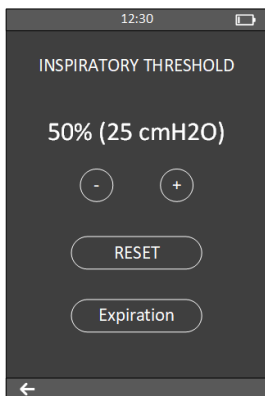 12:30
INSPIRATORY THRESHOLD
50% (25 cmH2O)
- +
RESET
Expiration